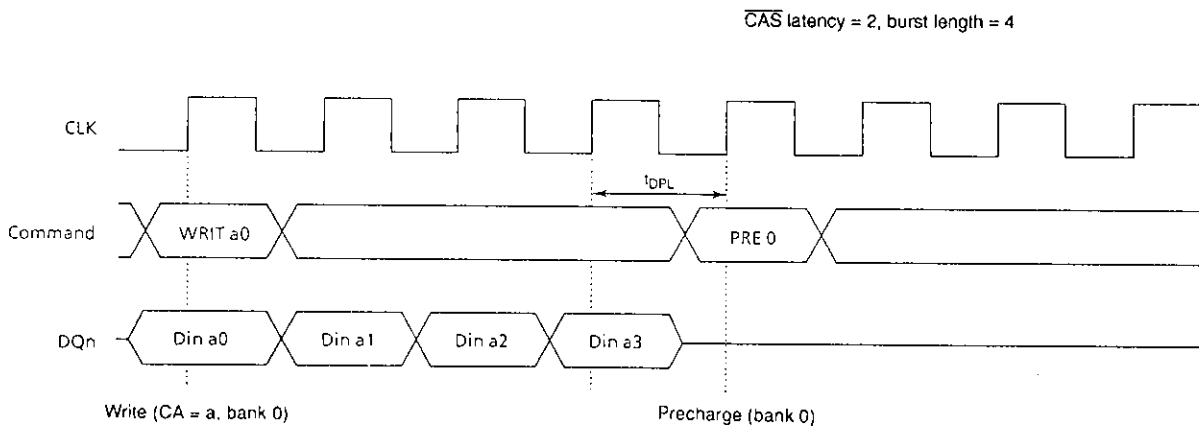 CAS latency = 2, burst length = 4
CLK
tDPL
Command WRIT a0 PRE 0
DQn Din a0 Din a1 Din a2 Din a3
Write (CA = a, bank 0) Precharge (bank 0)